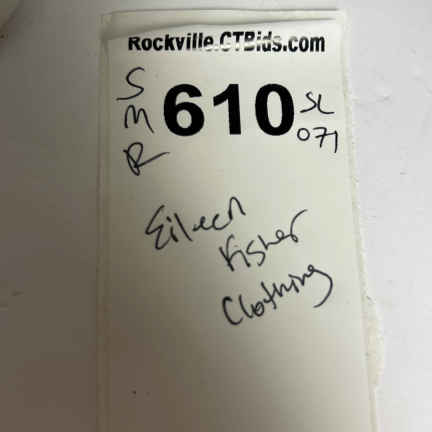 Rockville.CTBids.com
S
M
R
610
SL
071
Eileen
Fisher
Clothing